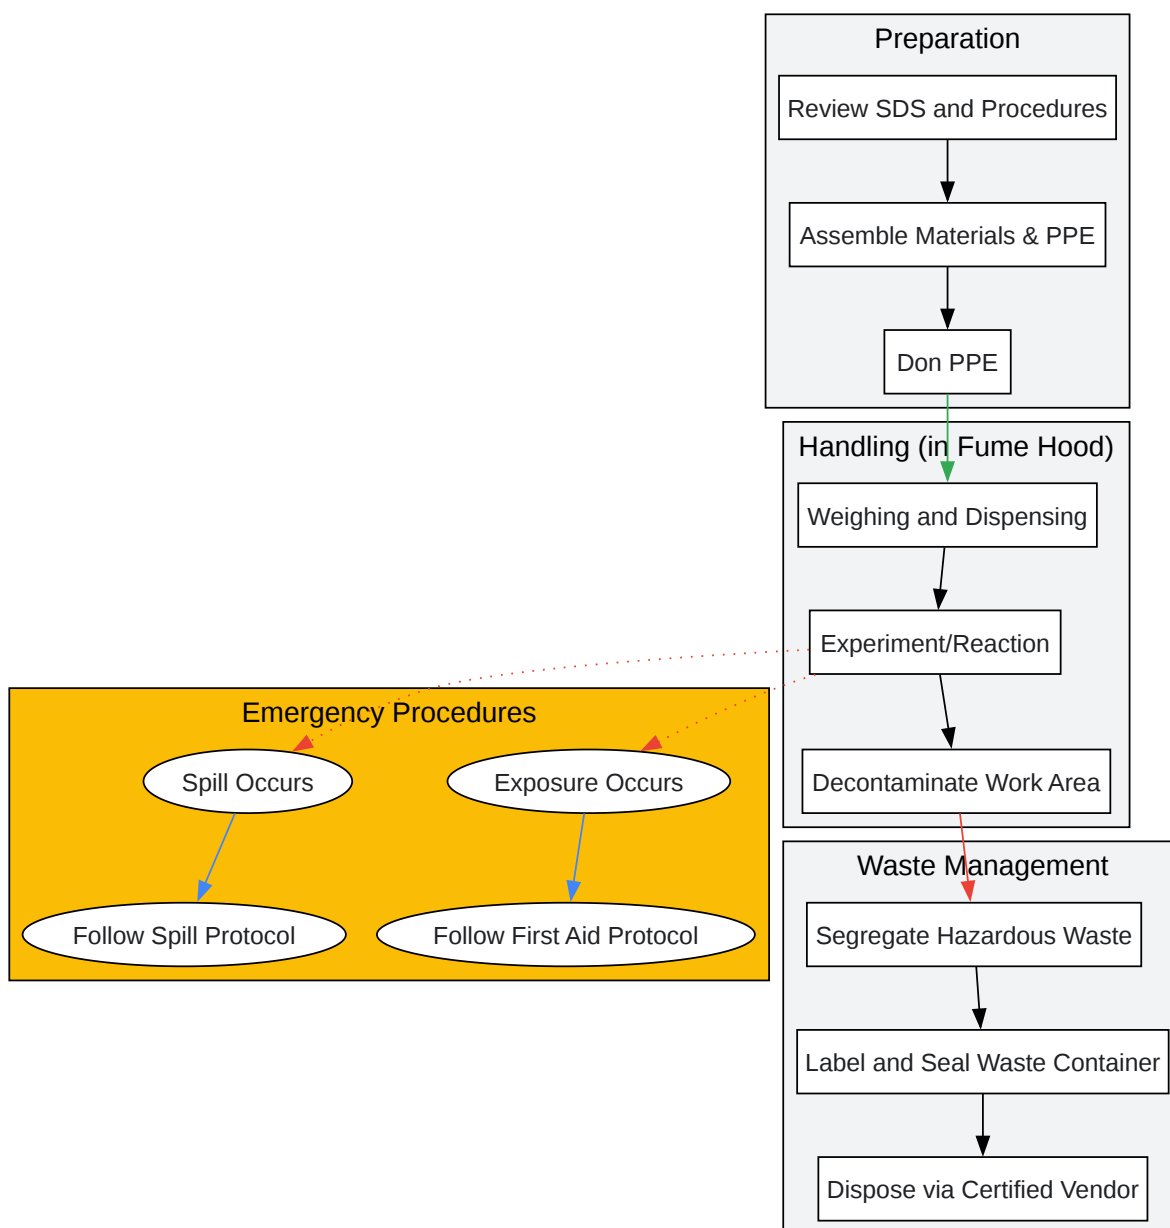 Preparation
Review SDS and Procedures
Assemble Materials & PPE
Don PPE
Handling (in Fume Hood)
Weighing and Dispensing
Experiment/Reaction
Decontaminate Work Area
Emergency Procedures
Spill Occurs
Exposure Occurs
Follow Spill Protocol
Follow First Aid Protocol
Waste Management
Segregate Hazardous Waste
Label and Seal Waste Container
Dispose via Certified Vendor